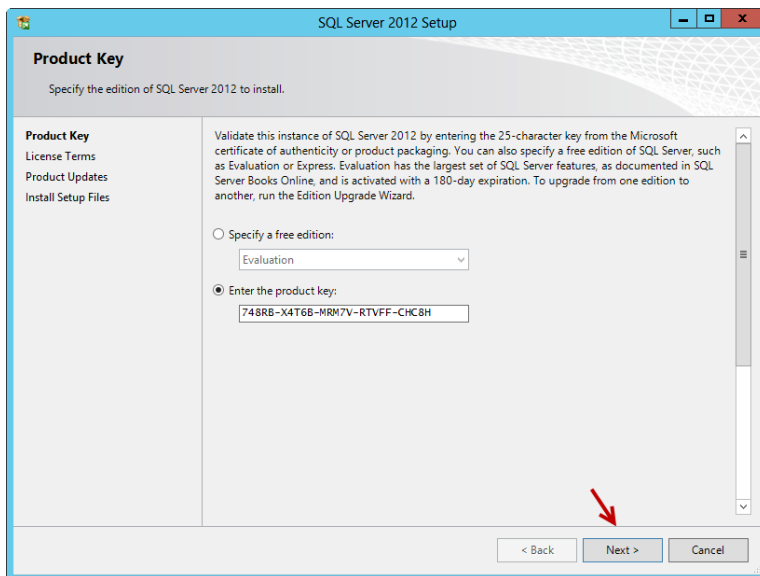 SQL Server 2012 Setup
Product Key
Specify the edition of SQL Server 2012 to install.
Product Key
License Terms
Product Updates
Install Setup Files
Validate this instance of SQL Server 2012 by entering the 25-character key from the Microsoft
certificate of authenticity or product packaging. You can also specify a free edition of SQL Server, such
as Evaluation or Express. Evaluation has the largest set of SQL Server features, as documented in SQL
Server Books Online, and is activated with a 180-day expiration. To upgrade from one edition to
another, run the Edition Upgrade Wizard.
Specify a free edition:
Evaluation
Enter the product key:
748RB-X4T6B-MRM7V-RTVFF-CHC8H
< Back
Next >
Cancel